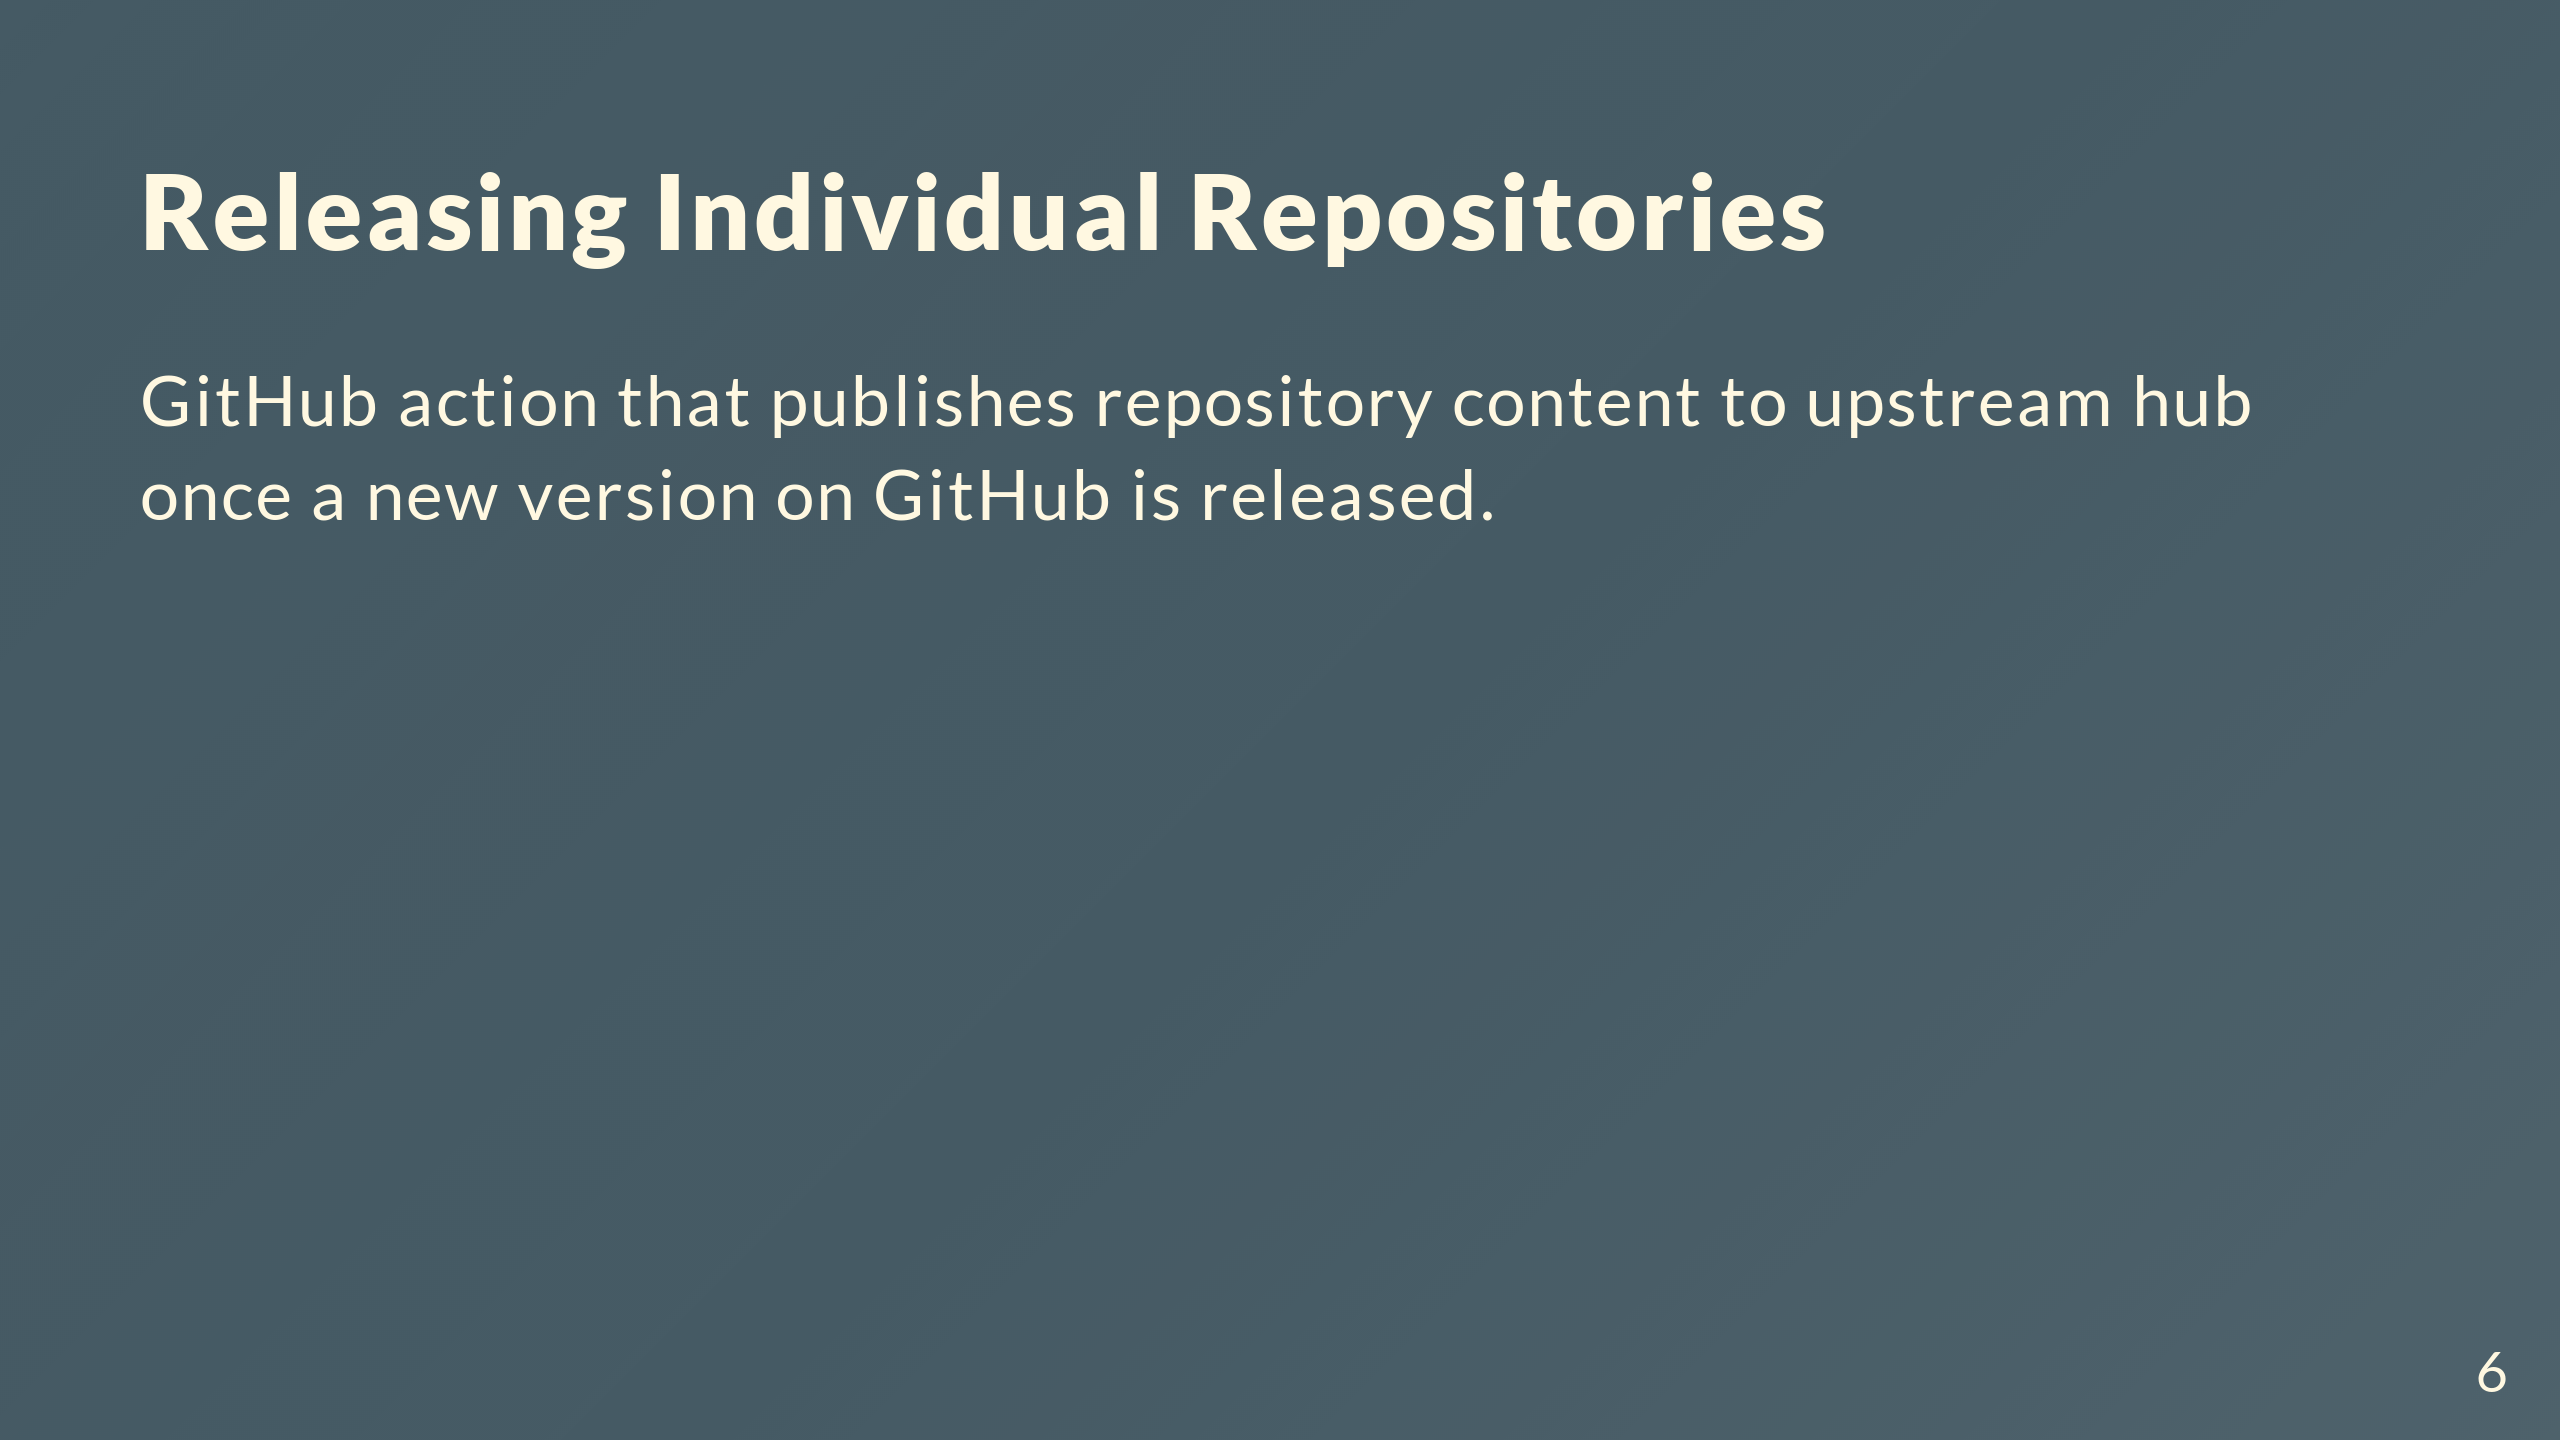 Releasing Individual Repositories
GitHub action that publishes repository content to upstream hub
once a new version on GitHub is released.
6